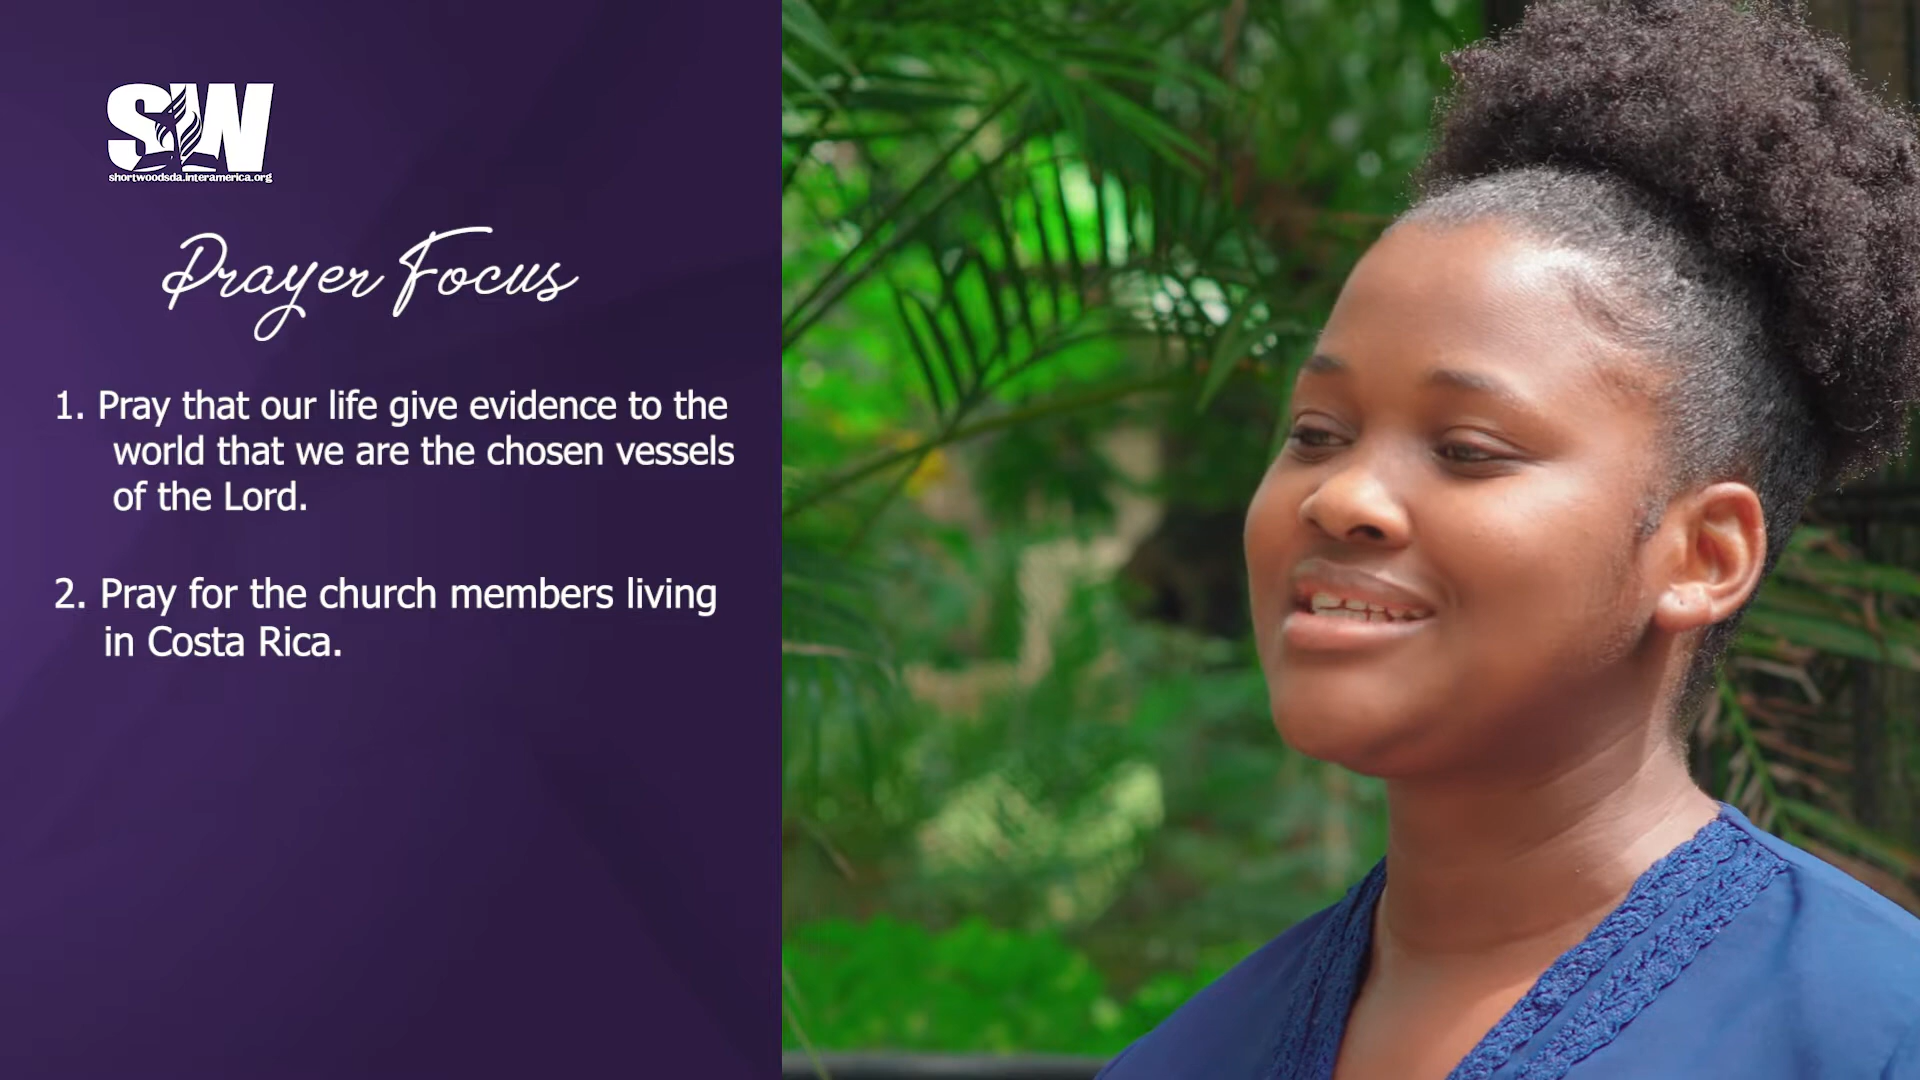 SW
shortwoodsda.interamerica.org
Prayer Focus
1. Pray that our life give evidence to the
world that we are the chosen vessels
of the Lord.
2. Pray for the church members living
in Costa Rica.